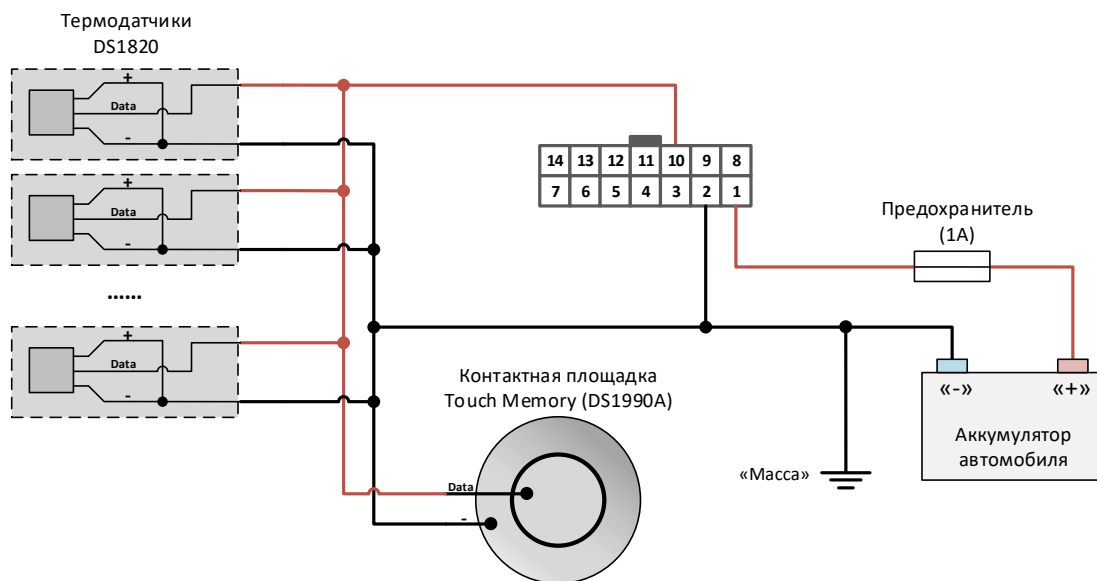 Термодатчики
DS1820
+
Data
-
+
Data
-
......
+
Data
-
14 13 12 11 10 9 8
7 6 5 4 3 2 1
Предохранитель
(1А)
Контактная площадка
Touch Memory (DS1990A)
Data
-
«Масса»
«-» «+»
Аккумулятор
автомобиля